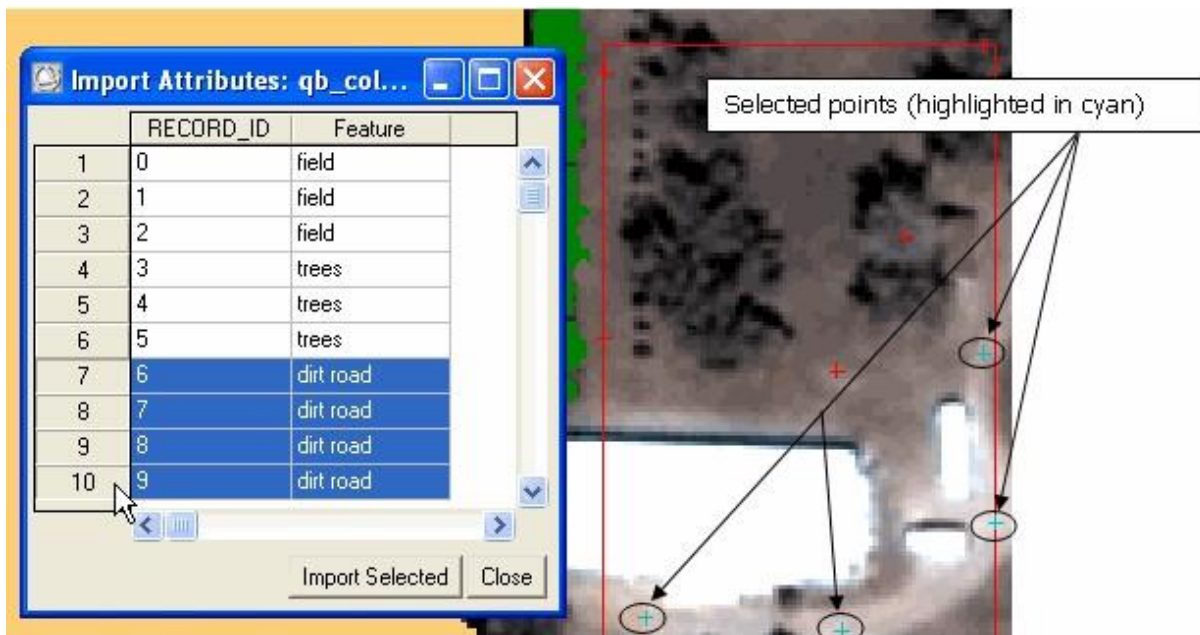 Import Attributes: qb_col...
RECORD_ID Feature
1 0 field
2 1 field
3 2 field
4 3 trees
5 4 trees
6 5 trees
7 6 dirt road
8 7 dirt road
9 8 dirt road
10 9 dirt road
Import Selected Close
Selected points (highlighted in cyan)